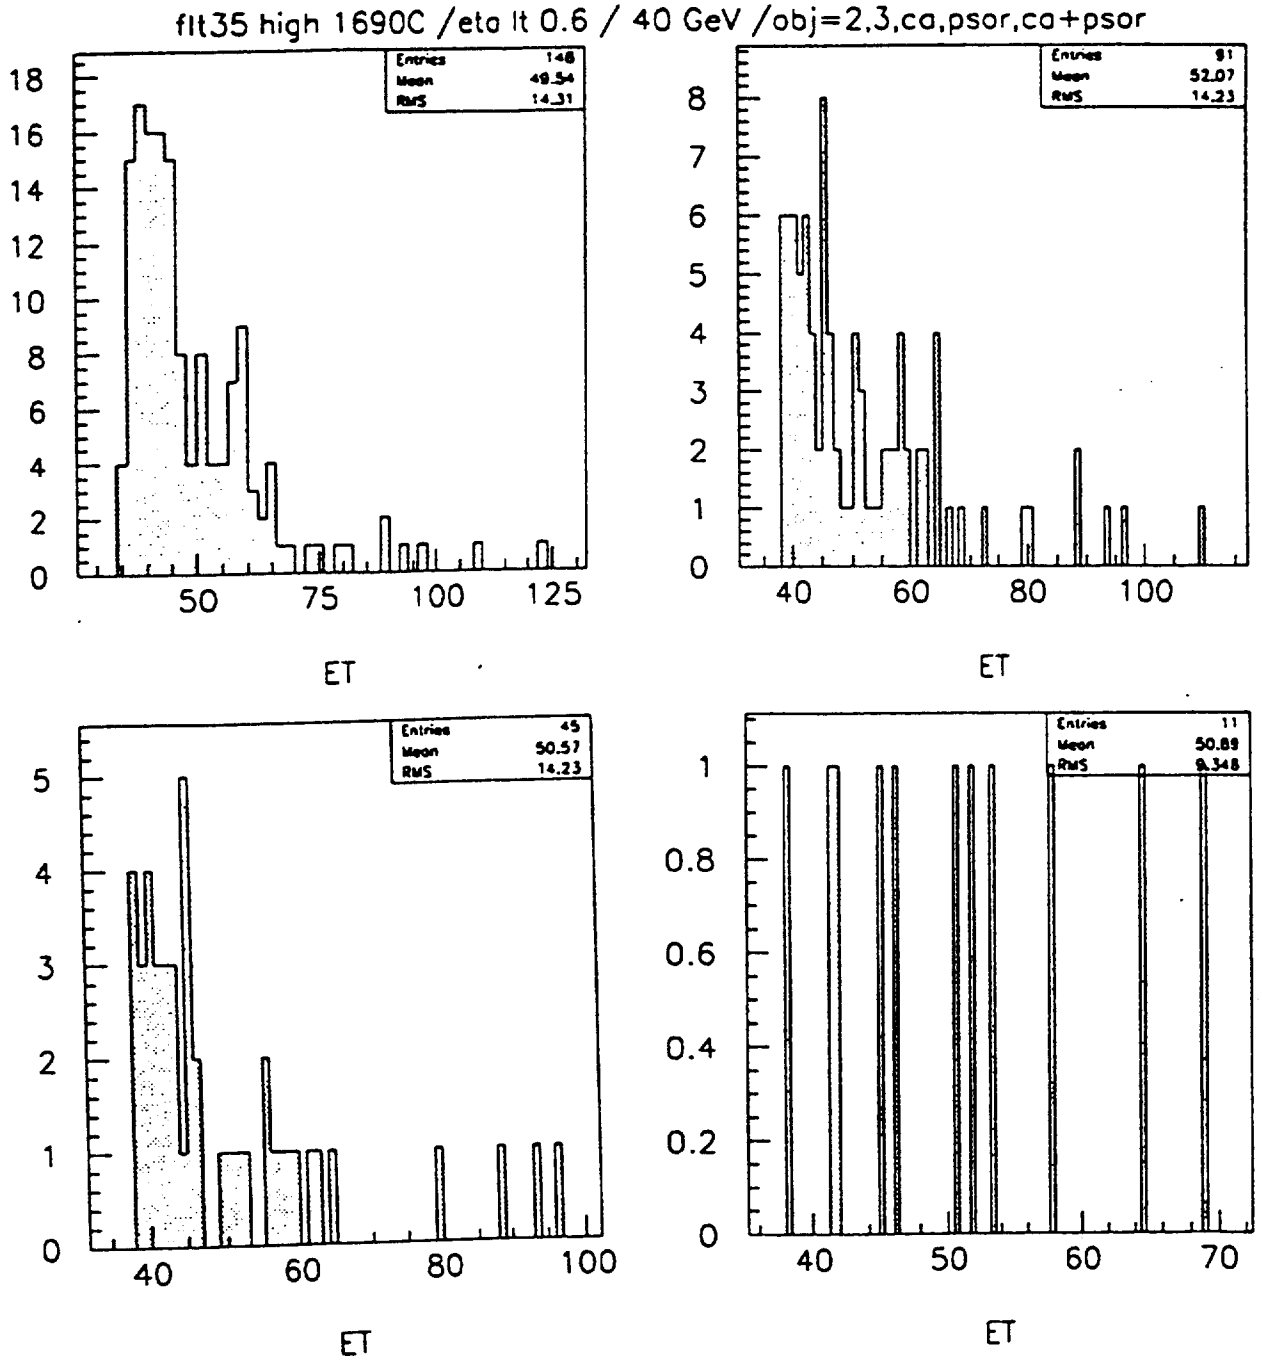 flt35 high 1690C /eta lt 0.6 / 40 GeV /obj=2,3,ca,psor,ca+psor
Entries 146
Mean 49.54
RMS 14.31
18
16
14
12
10
8
6
4
2
0
50 75 100 125
ET
Entries 91
Mean 52.07
RMS 14.23
8
7
6
5
4
3
2
1
0
40 60 80 100
ET
Entries 45
Mean 50.57
RMS 14.23
5
4
3
2
1
0
40 60 80 100
ET
Entries 11
Mean 50.89
RMS 9.348
1
0.8
0.6
0.4
0.2
0
40 50 60 70
ET